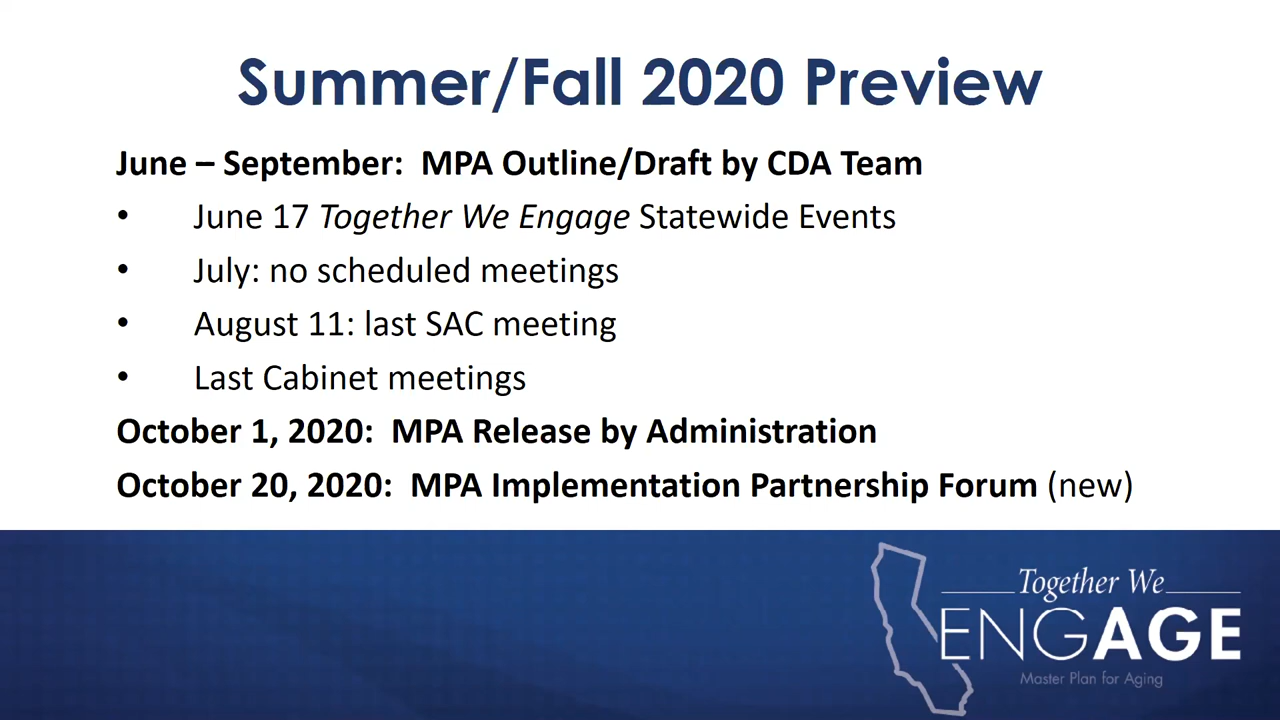 Summer/Fall 2020 Preview
June – September: MPA Outline/Draft by CDA Team
• June 17 Together We Engage Statewide Events
• July: no scheduled meetings
• August 11: last SAC meeting
• Last Cabinet meetings
October 1, 2020: MPA Release by Administration
October 20, 2020: MPA Implementation Partnership Forum (new)
Together We
ENGAGE
Master Plan for Aging